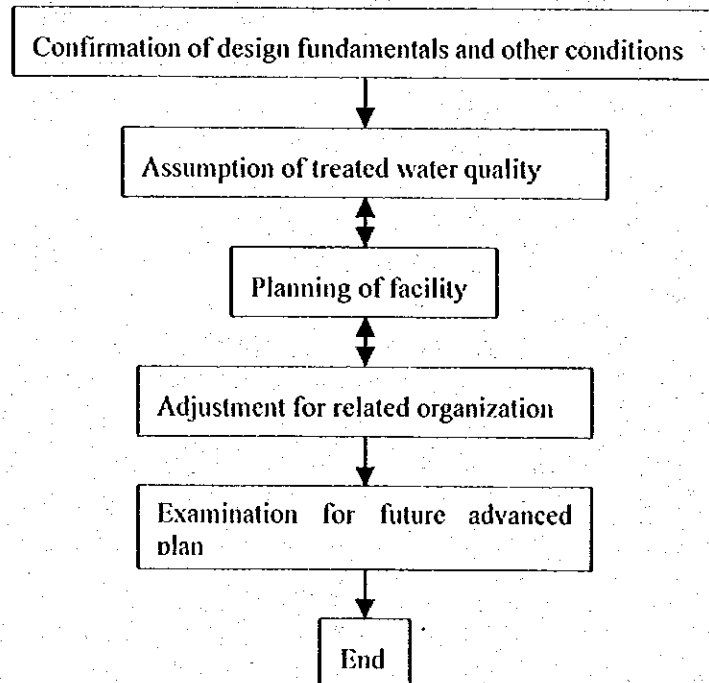 Confirmation of design fundamentals and other conditions
Assumption of treated water quality
Planning of facility
Adjustment for related organization
Examination for future advanced
plan
End